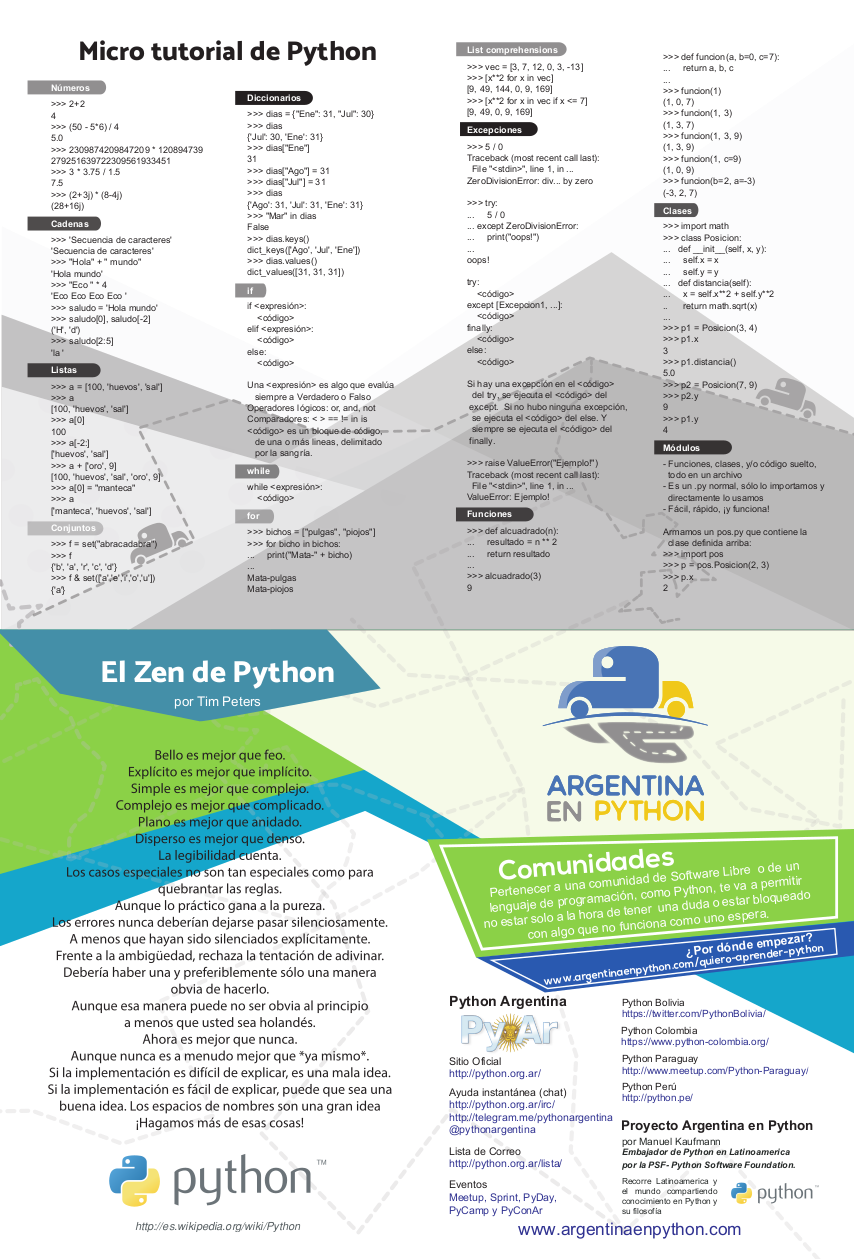 Micro tutorial de Python
Números
>>> 2+2
4
>>> (50 - 5*6) / 4
5.0
>>> 2309874209847209 * 120894739
279251639722309561933451
>>> 3 * 3.75 / 1.5
7.5
>>> (2+3j) * (8-4j)
(28+16j)
Cadenas
>>> 'Secuencia de caracteres'
'Secuencia de caracteres'
>>> "Hola" + " mundo"
'Hola mundo'
>>> "Eco " * 4
'Eco Eco Eco Eco '
>>> saludo = 'Hola mundo'
>>> saludo[0], saludo[-2]
('H', 'd')
>>> saludo[2:5]
'la '
Listas
>>> a = [100, 'huevos', 'sal']
>>> a
[100, 'huevos', 'sal']
>>> a[0]
100
>>> a[-2:]
['huevos', 'sal']
>>> a + ['oro', 9]
[100, 'huevos', 'sal', 'oro', 9]
>>> a[0] = "manteca"
>>> a
['manteca', 'huevos', 'sal']
Conjuntos
>>> f = set("abracadabra")
>>> f
{'b', 'a', 'r', 'c', 'd'}
>>> f & set(['a','e','i','o','u'])
{'a'}
Diccionarios
>>> dias = {"Ene": 31, "Jul": 30}
>>> dias
{'Jul': 30, 'Ene': 31}
>>> dias["Ene"]
31
>>> dias["Ago"] = 31
>>> dias["Jul"] = 31
>>> dias
{'Ago': 31, 'Jul': 31, 'Ene': 31}
>>> "Mar" in dias
False
>>> dias.keys()
dict_keys(['Ago', 'Jul', 'Ene'])
>>> dias.values()
dict_values([31, 31, 31])
if
if <expresión>:
<código>
elif <expresión>:
<código>
else:
<código>
Una <expresión> es algo que evalúa
siempre a Verdadero o Falso
Operadores lógicos: or, and, not
Comparadores: < > == != in is
<código> es un bloque de código,
de una o más lineas, delimitado
por la sangría.
while
while <expresión>:
<código>
for
>>> bichos = ["pulgas", "piojos"]
>>> for bicho in bichos:
... print("Mata-" + bicho)
...
Mata-pulgas
Mata-piojos
List comprehensions
>>> vec = [3, 7, 12, 0, 3, -13]
>>> [x**2 for x in vec]
[9, 49, 144, 0, 9, 169]
>>> [x**2 for x in vec if x <= 7]
[9, 49, 0, 9, 169]
Excepciones
>>> 5 / 0
Traceback (most recent call last):
File "<stdin>", line 1, in ...
ZeroDivisionError: div... by zero
>>> try:
... 5 / 0
... except ZeroDivisionError:
... print("oops!")
...
oops!
try:
<código>
except [Excepcion1, ...]:
<código>
finally:
<código>
else:
<código>
Si hay una excepción en el <código>
del try, se ejecuta el <código> del
except. Si no hubo ninguna excepción,
se ejecuta el <código> del else. Y
siempre se ejecuta el <código> del
finally.
>>> raise ValueError("Ejemplo!")
Traceback (most recent call last):
File "<stdin>", line 1, in ...
ValueError: Ejemplo!
Funciones
>>> def alcuadrado(n):
... resultado = n ** 2
... return resultado
...
>>> alcuadrado(3)
9
>>> def funcion(a, b=0, c=7):
... return a, b, c
...
>>> funcion(1)
(1, 0, 7)
>>> funcion(1, 3)
(1, 3, 7)
>>> funcion(1, 3, 9)
(1, 3, 9)
>>> funcion(1, c=9)
(1, 0, 9)
>>> funcion(b=2, a=-3)
(-3, 2, 7)
Clases
>>> import math
>>> class Posicion:
... def __init__(self, x, y):
... self.x = x
... self.y = y
... def distancia(self):
... x = self.x**2 + self.y**2
.. return math.sqrt(x)
...
>>> p1 = Posicion(3, 4)
>>> p1.x
3
>>> p1.distancia()
5.0
>>> p2 = Posicion(7, 9)
>>> p2.y
9
>>> p1.y
4
Módulos
- Funciones, clases, y/o código suelto,
todo en un archivo
- Es un .py normal, sólo lo importamos y
directamente lo usamos
- Fácil, rápido, ¡y funciona!
Armamos un pos.py que contiene la
clase definida arriba:
>>> import pos
>>> p = pos.Posicion(2, 3)
>>> p.x
2
El Zen de Python
por Tim Peters
Bello es mejor que feo.
Explícito es mejor que implícito.
Simple es mejor que complejo.
Complejo es mejor que complicado.
Plano es mejor que anidado.
Disperso es mejor que denso.
La legibilidad cuenta.
Los casos especiales no son tan especiales como para
quebrantar las reglas.
Aunque lo práctico gana a la pureza.
Los errores nunca deberían dejarse pasar silenciosamente.
A menos que hayan sido silenciados explícitamente.
Frente a la ambigüedad, rechaza la tentación de adivinar.
Debería haber una y preferiblemente sólo una manera
obvia de hacerlo.
Aunque esa manera puede no ser obvia al principio
a menos que usted sea holandés.
Ahora es mejor que nunca.
Aunque nunca es a menudo mejor que *ya mismo*.
Si la implementación es difícil de explicar, es una mala idea.
Si la implementación es fácil de explicar, puede que sea una
buena idea. Los espacios de nombres son una gran idea
¡Hagamos más de esas cosas!
python™
http://es.wikipedia.org/wiki/Python
ARGENTINA
EN PYTHON
Comunidades
Pertenecer a una comunidad de Software Libre o de un
lenguaje de programación, como Python, te va a permitir
no estar solo a la hora de tener una duda o estar bloqueado
con algo que no funciona como uno espera.
¿Por dónde empezar?
www.argentinaenpython.com/quiero-aprender-python
Python Argentina
PyAr
Sitio Oficial
http://python.org.ar/
Ayuda instantánea (chat)
http://python.org.ar/irc/
http://telegram.me/pythonargentina
@pythonargentina
Lista de Correo
http://python.org.ar/lista/
Eventos
Meetup, Sprint, PyDay,
PyCamp y PyConAr
Python Bolivia
https://twitter.com/PythonBolivia/
Python Colombia
https://www.python-colombia.org/
Python Paraguay
http://www.meetup.com/Python-Paraguay/
Python Perú
http://python.pe/
Proyecto Argentina en Python
por Manuel Kaufmann
Embajador de Python en Latinoamerica
por la PSF- Python Software Foundation.
Recorre Latinoamerica y
el mundo compartiendo
conocimiento en Python y
su filosofía
python™
www.argentinaenpython.com